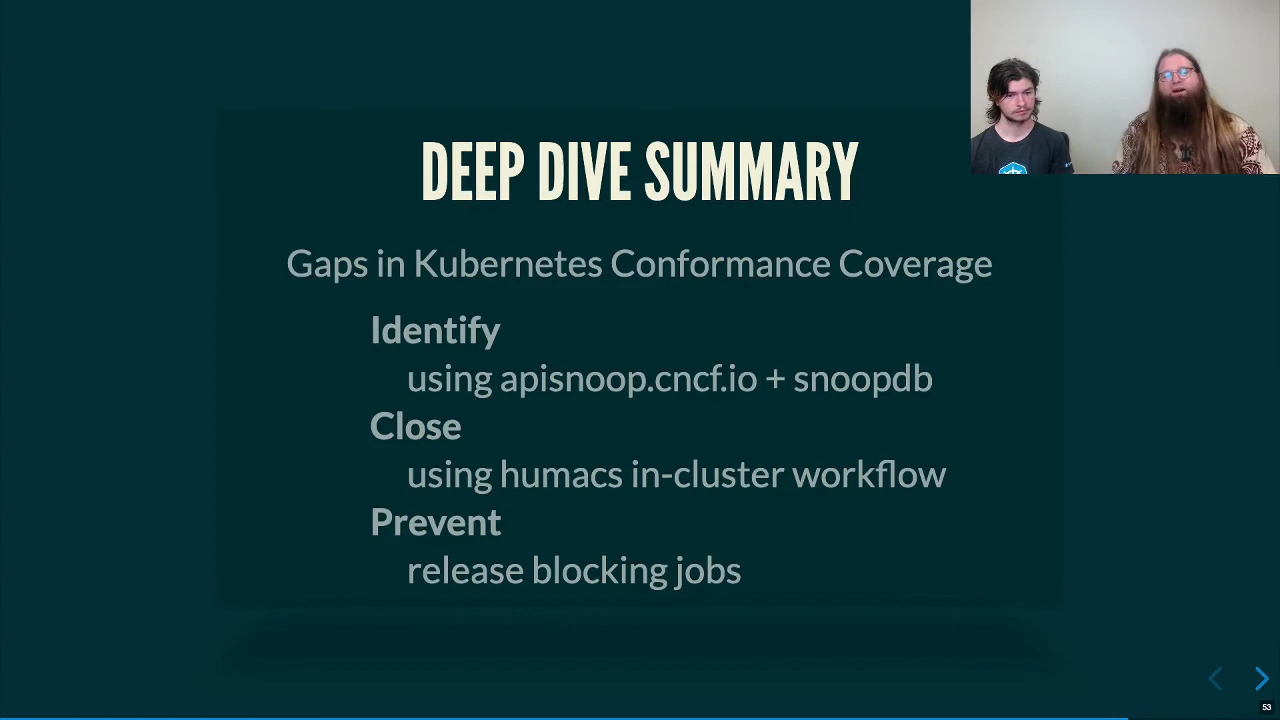 DEEP DIVE SUMMARY
Gaps in Kubernetes Conformance Coverage
Identify
using apisnoop.cncf.io + snoopdb
Close
using humacs in-cluster workflow
Prevent
release blocking jobs
53